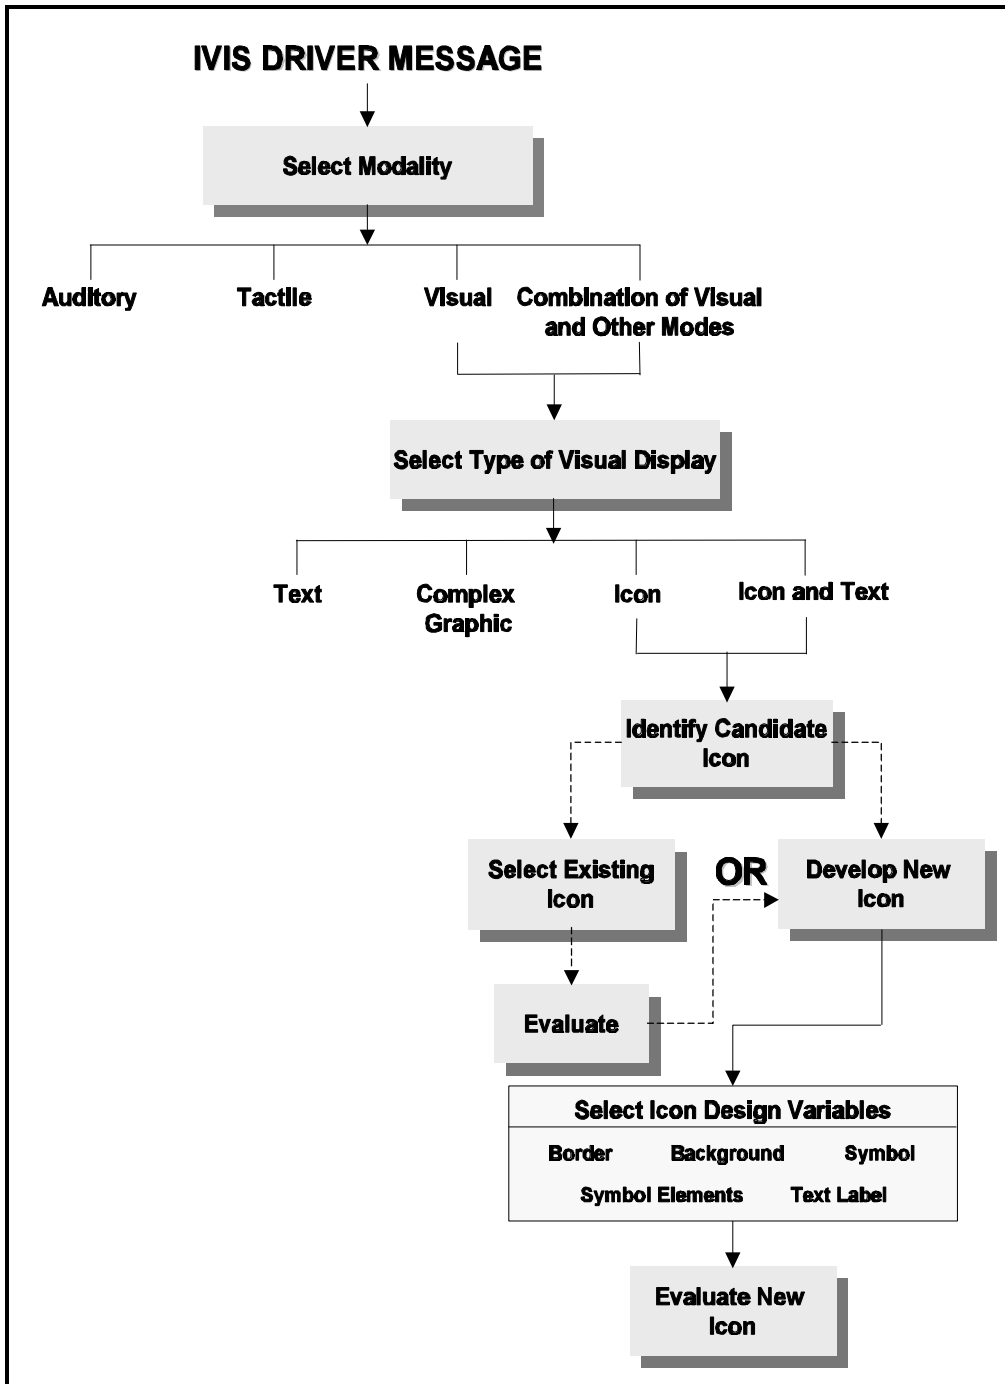 IVIS DRIVER MESSAGE
Select Modality
Auditory
Tactile
Visual
Combination of Visual
and Other Modes
Select Type of Visual Display
Text
Complex
Graphic
Icon
Icon and Text
Identify Candidate
Icon
Select Existing
Icon
OR
Develop New
Icon
Evaluate
Select Icon Design Variables
Border
Background
Symbol
Symbol Elements
Text Label
Evaluate New
Icon